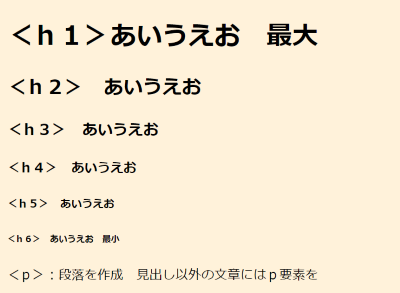 ＜ｈ１＞あいうえお　最大
＜ｈ２＞　あいうえお
＜ｈ３＞　あいうえお
＜ｈ４＞　あいうえお
＜ｈ５＞　あいうえお
＜ｈ６＞　あいうえお　最小
＜ｐ＞：段落を作成　見出し以外の文章にはｐ要素を